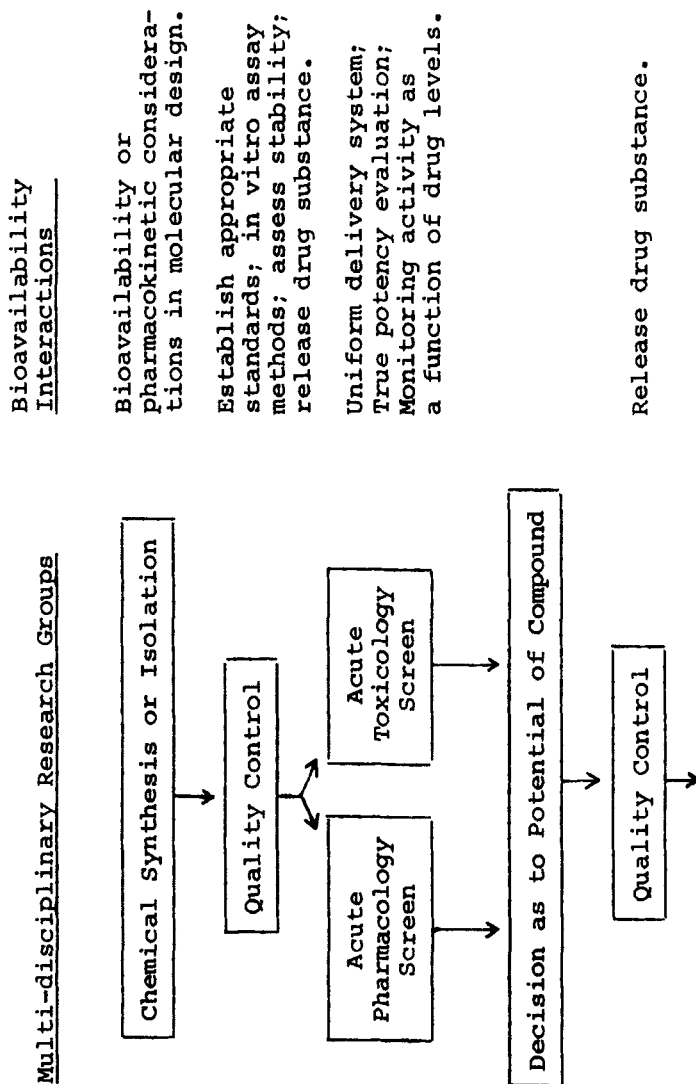 Multi-disciplinary Research Groups
Bioavailability
Interactions
Chemical Synthesis or Isolation
Bioavailability or
pharmacokinetic considera-
tions in molecular design.
Quality Control
Establish appropriate
standards; in vitro assay
methods; assess stability;
release drug substance.
Acute
Pharmacology
Screen
Acute
Toxicology
Screen
Uniform delivery system;
True potency evaluation;
Monitoring activity as
a function of drug levels.
Decision as to Potential of Compound
Quality Control
Release drug substance.